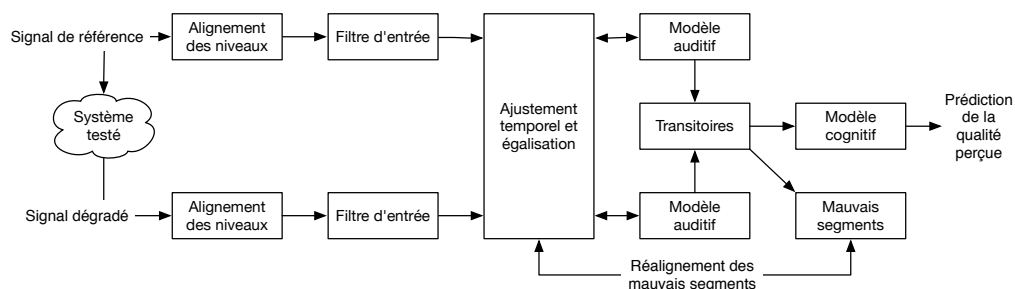 Signal de référence
Alignement
des niveaux
Filtre d'entrée
Modèle
auditif
Système
testé
Ajustement
temporel et
égalisation
Transitoires
Modèle
cognitif
Prédiction
de la
qualité
perçue
Signal dégradé
Alignement
des niveaux
Filtre d'entrée
Modèle
auditif
Mauvais
segments
Réalignement des
mauvais segments